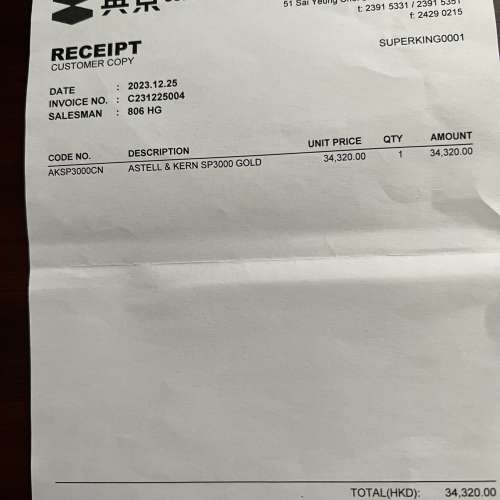 英京
51 Sai Yeung
t: 2391 5331 / 2391 5351
f: 2429 0215
SUPERKING0001
RECEIPT
CUSTOMER COPY
DATE : 2023.12.25
INVOICE NO. : C231225004
SALESMAN : 806 HG
CODE NO. DESCRIPTION UNIT PRICE QTY AMOUNT
AKSP3000CN ASTELL & KERN SP3000 GOLD 34,320.00 1 34,320.00
TOTAL(HKD): 34,320.00